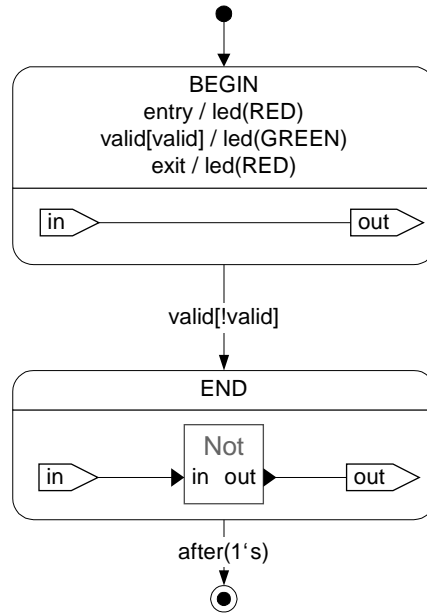 BEGIN
entry / led(RED)
valid[valid] / led(GREEN)
exit / led(RED)
in out
valid[!valid]
END
Not
in in out out
after(1‘s)